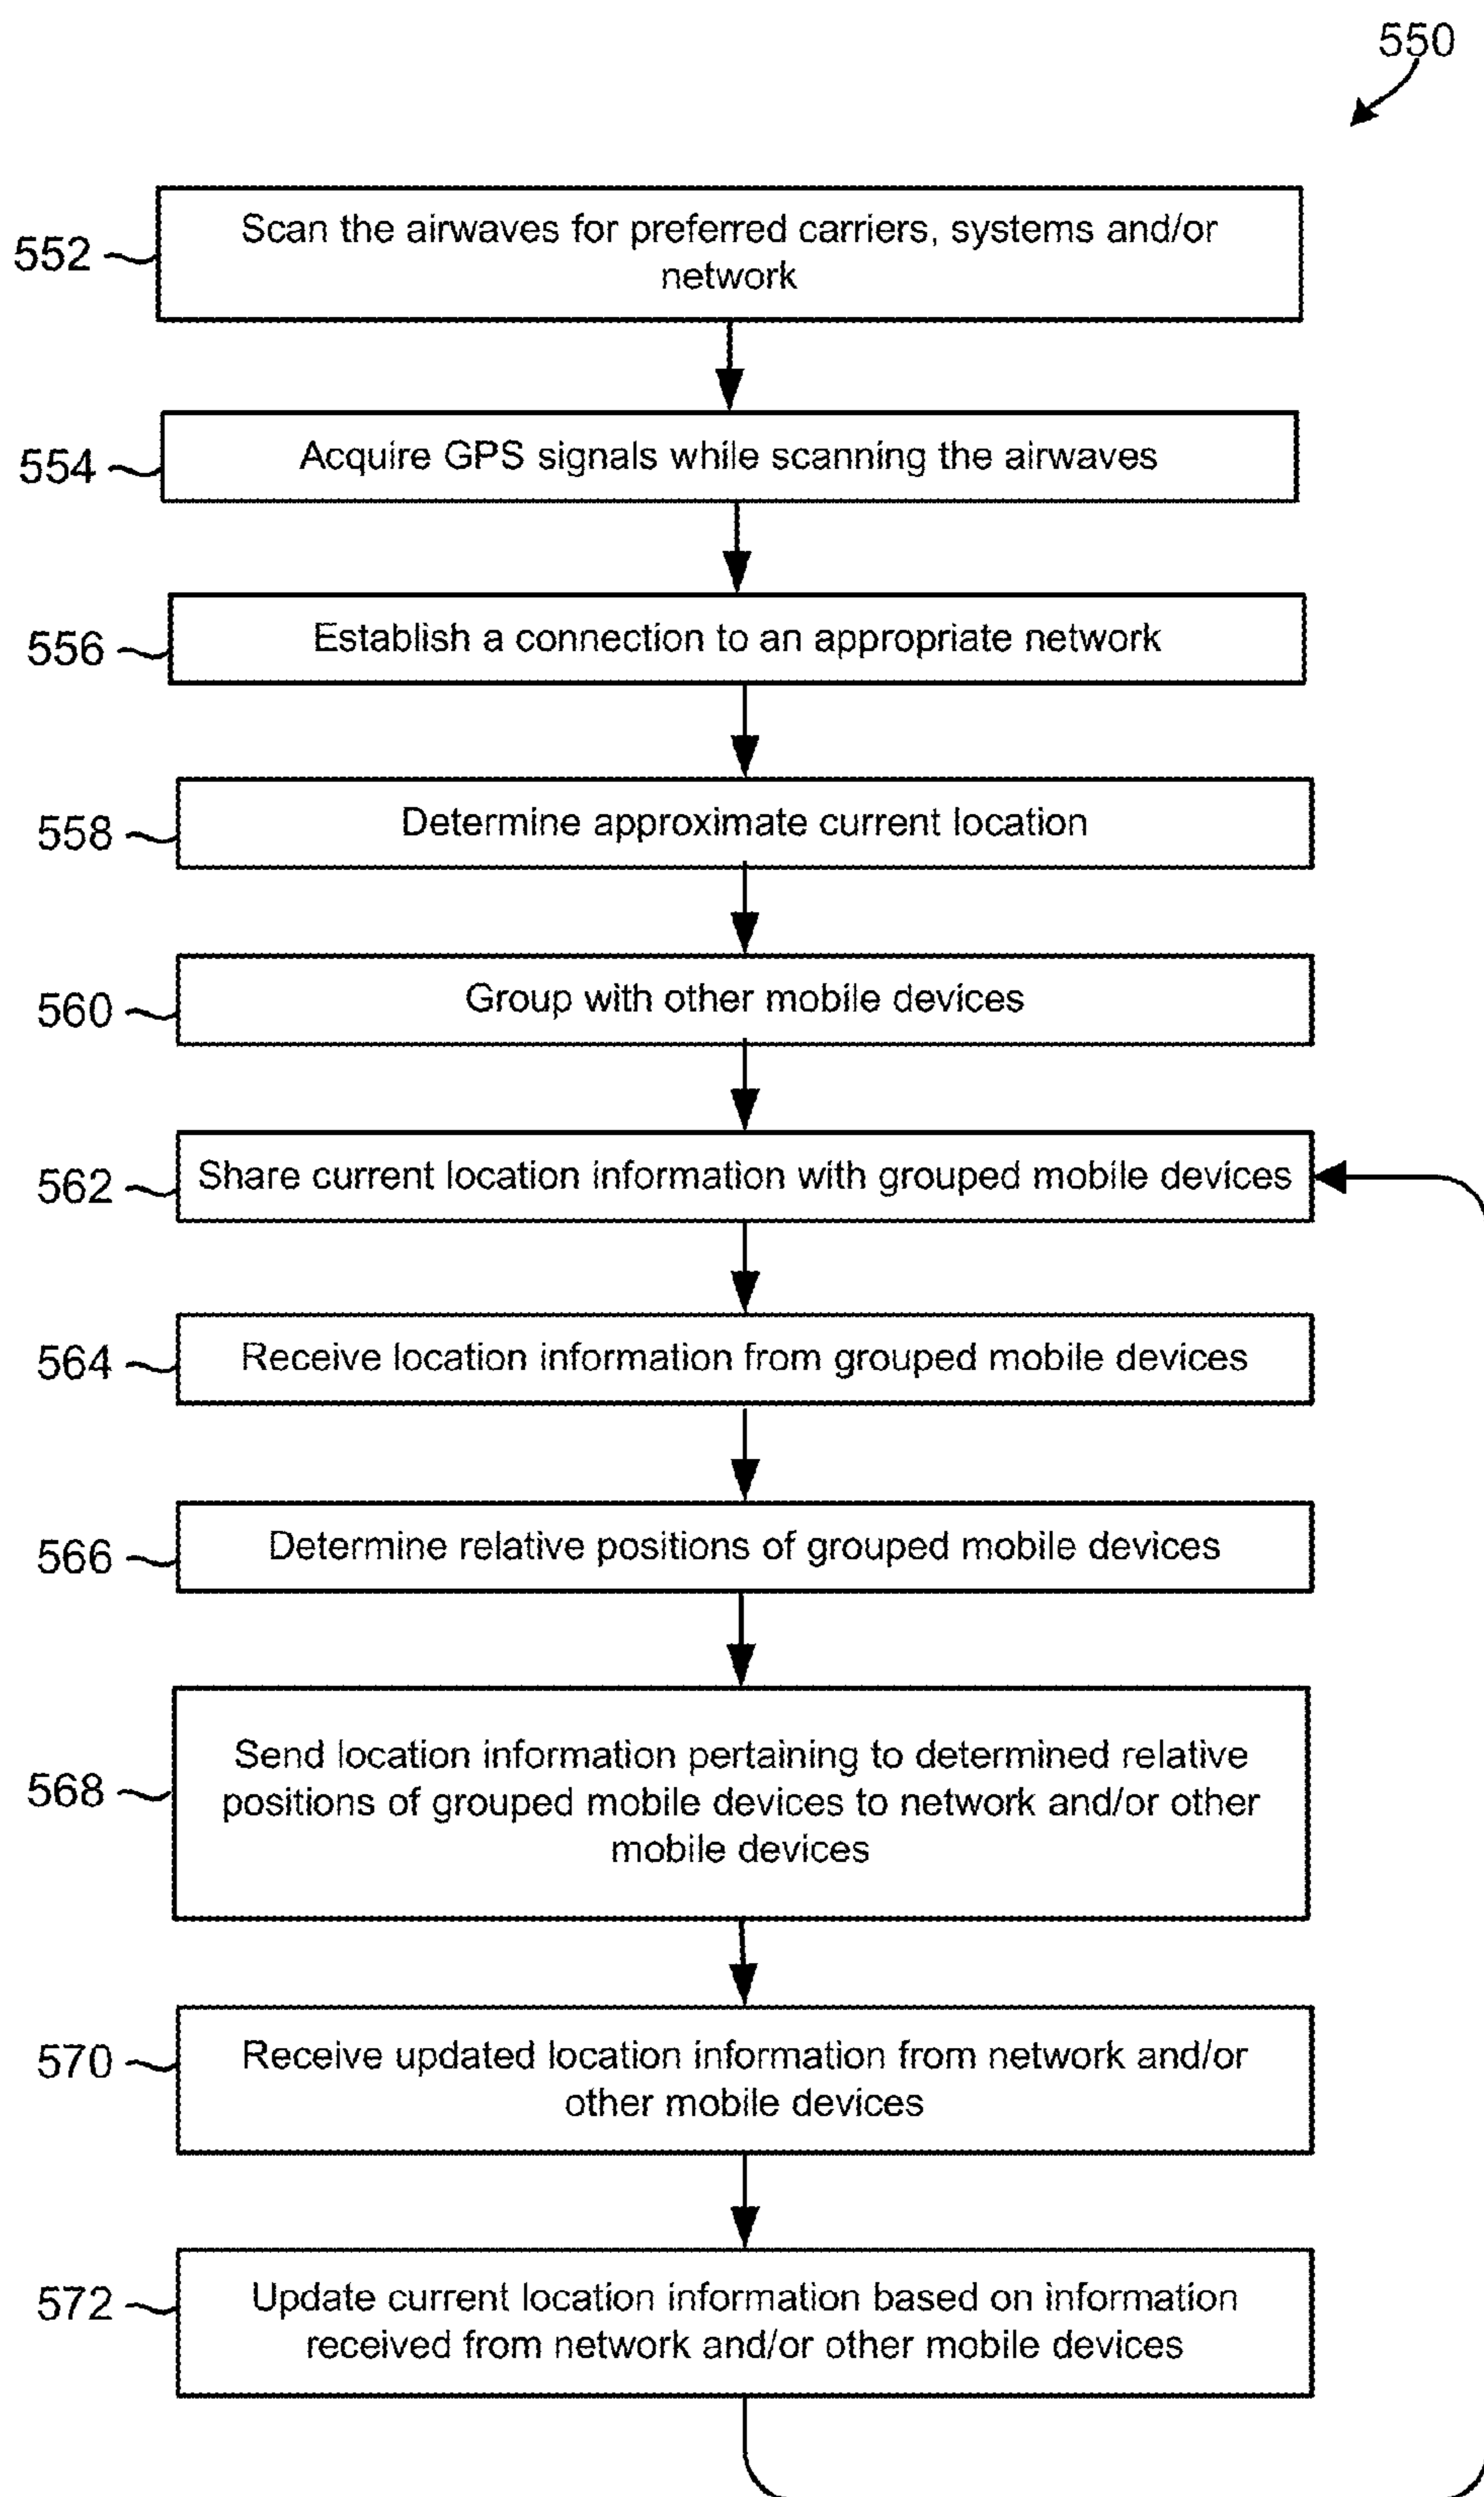 550
552
Scan the airwaves for preferred carriers, systems and/or
network
554
Acquire GPS signals while scanning the airwaves
556
Establish a connection to an appropriate network
558
Determine approximate current location
560
Group with other mobile devices
562
Share current location information with grouped mobile devices
564
Receive location information from grouped mobile devices
566
Determine relative positions of grouped mobile devices
568
Send location information pertaining to determined relative
positions of grouped mobile devices to network and/or other
mobile devices
570
Receive updated location information from network and/or
other mobile devices
572
Update current location information based on information
received from network and/or other mobile devices